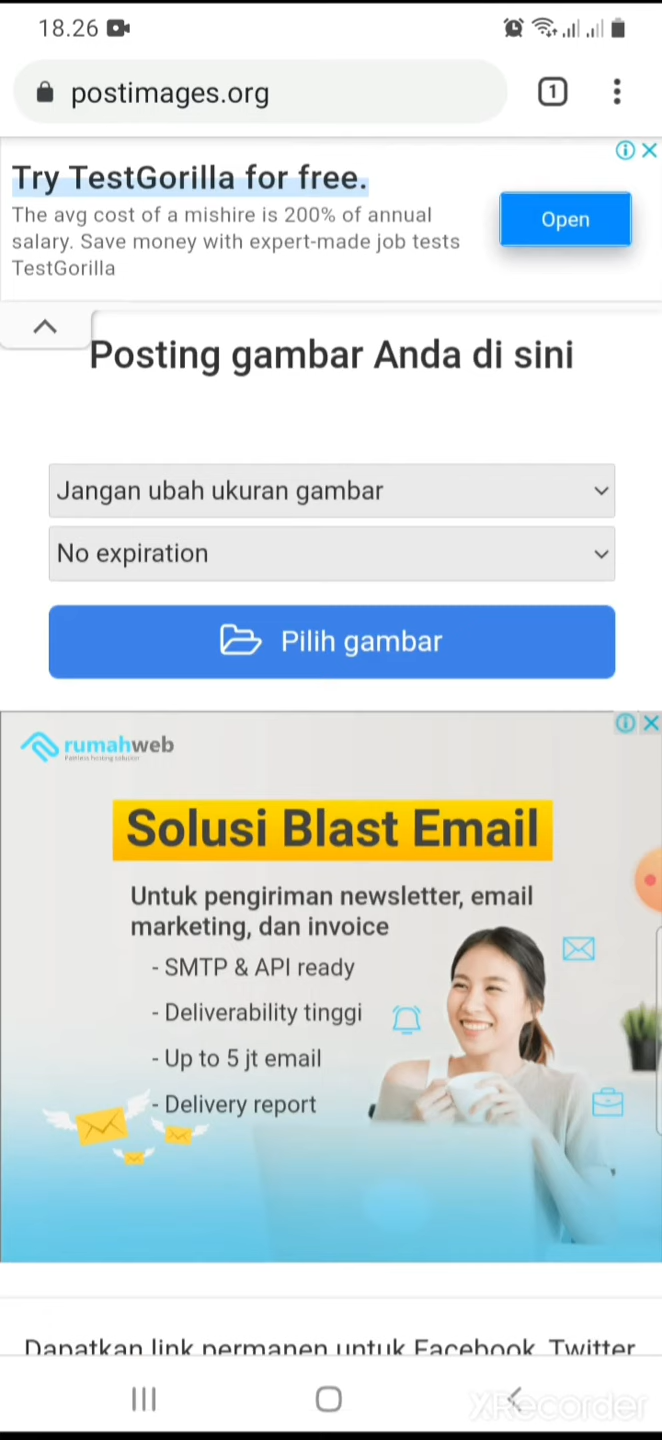 18.26
postimages.org
1
Try TestGorilla for free.
The avg cost of a mishire is 200% of annual
salary. Save money with expert-made job tests
TestGorilla
Open
Posting gambar Anda di sini
Jangan ubah ukuran gambar
No expiration
Pilih gambar
rumahweb
Solusi Blast Email
Untuk pengiriman newsletter, email
marketing, dan invoice
- SMTP & API ready
- Deliverability tinggi
- Up to 5 jt email
- Delivery report
Dapatkan link permanen untuk Facebook, Twitter
XRecorder